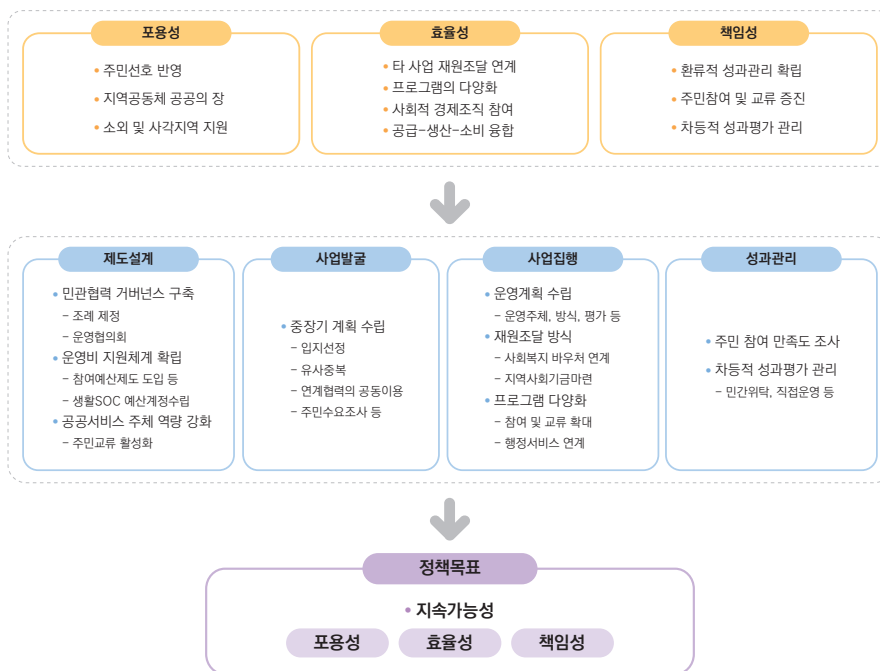 포용성
• 주민선호 반영
• 지역공동체 공공의 장
• 소외 및 사각지역 지원
효율성
• 타 사업 재원조달 연계
• 프로그램의 다양화
• 사회적 경제조직 참여
• 공급-생산-소비 융합
책임성
• 환류적 성과관리 확립
• 주민참여 및 교류 증진
• 차등적 성과평가 관리
제도설계
• 민관협력 거버넌스 구축
- 조례 제정
- 운영협의회
• 운영비 지원체계 확립
- 참여예산제도 도입 등
- 생활SOC 예산계정수립
• 공공서비스 주체 역량 강화
- 주민교류 활성화
사업발굴
• 중장기 계획 수립
- 입지선정
- 유사중복
- 연계협력의 공동이용
- 주민수요조사 등
사업집행
• 운영계획 수립
- 운영주체, 방식, 평가 등
• 재원조달 방식
- 사회복지 바우처 연계
- 지역사회기금마련
• 프로그램 다양화
- 참여 및 교류 확대
- 행정서비스 연계
성과관리
• 주민 참여 만족도 조사
• 차등적 성과평가 관리
- 민간위탁, 직접운영 등
정책목표
• 지속가능성
포용성
효율성
책임성